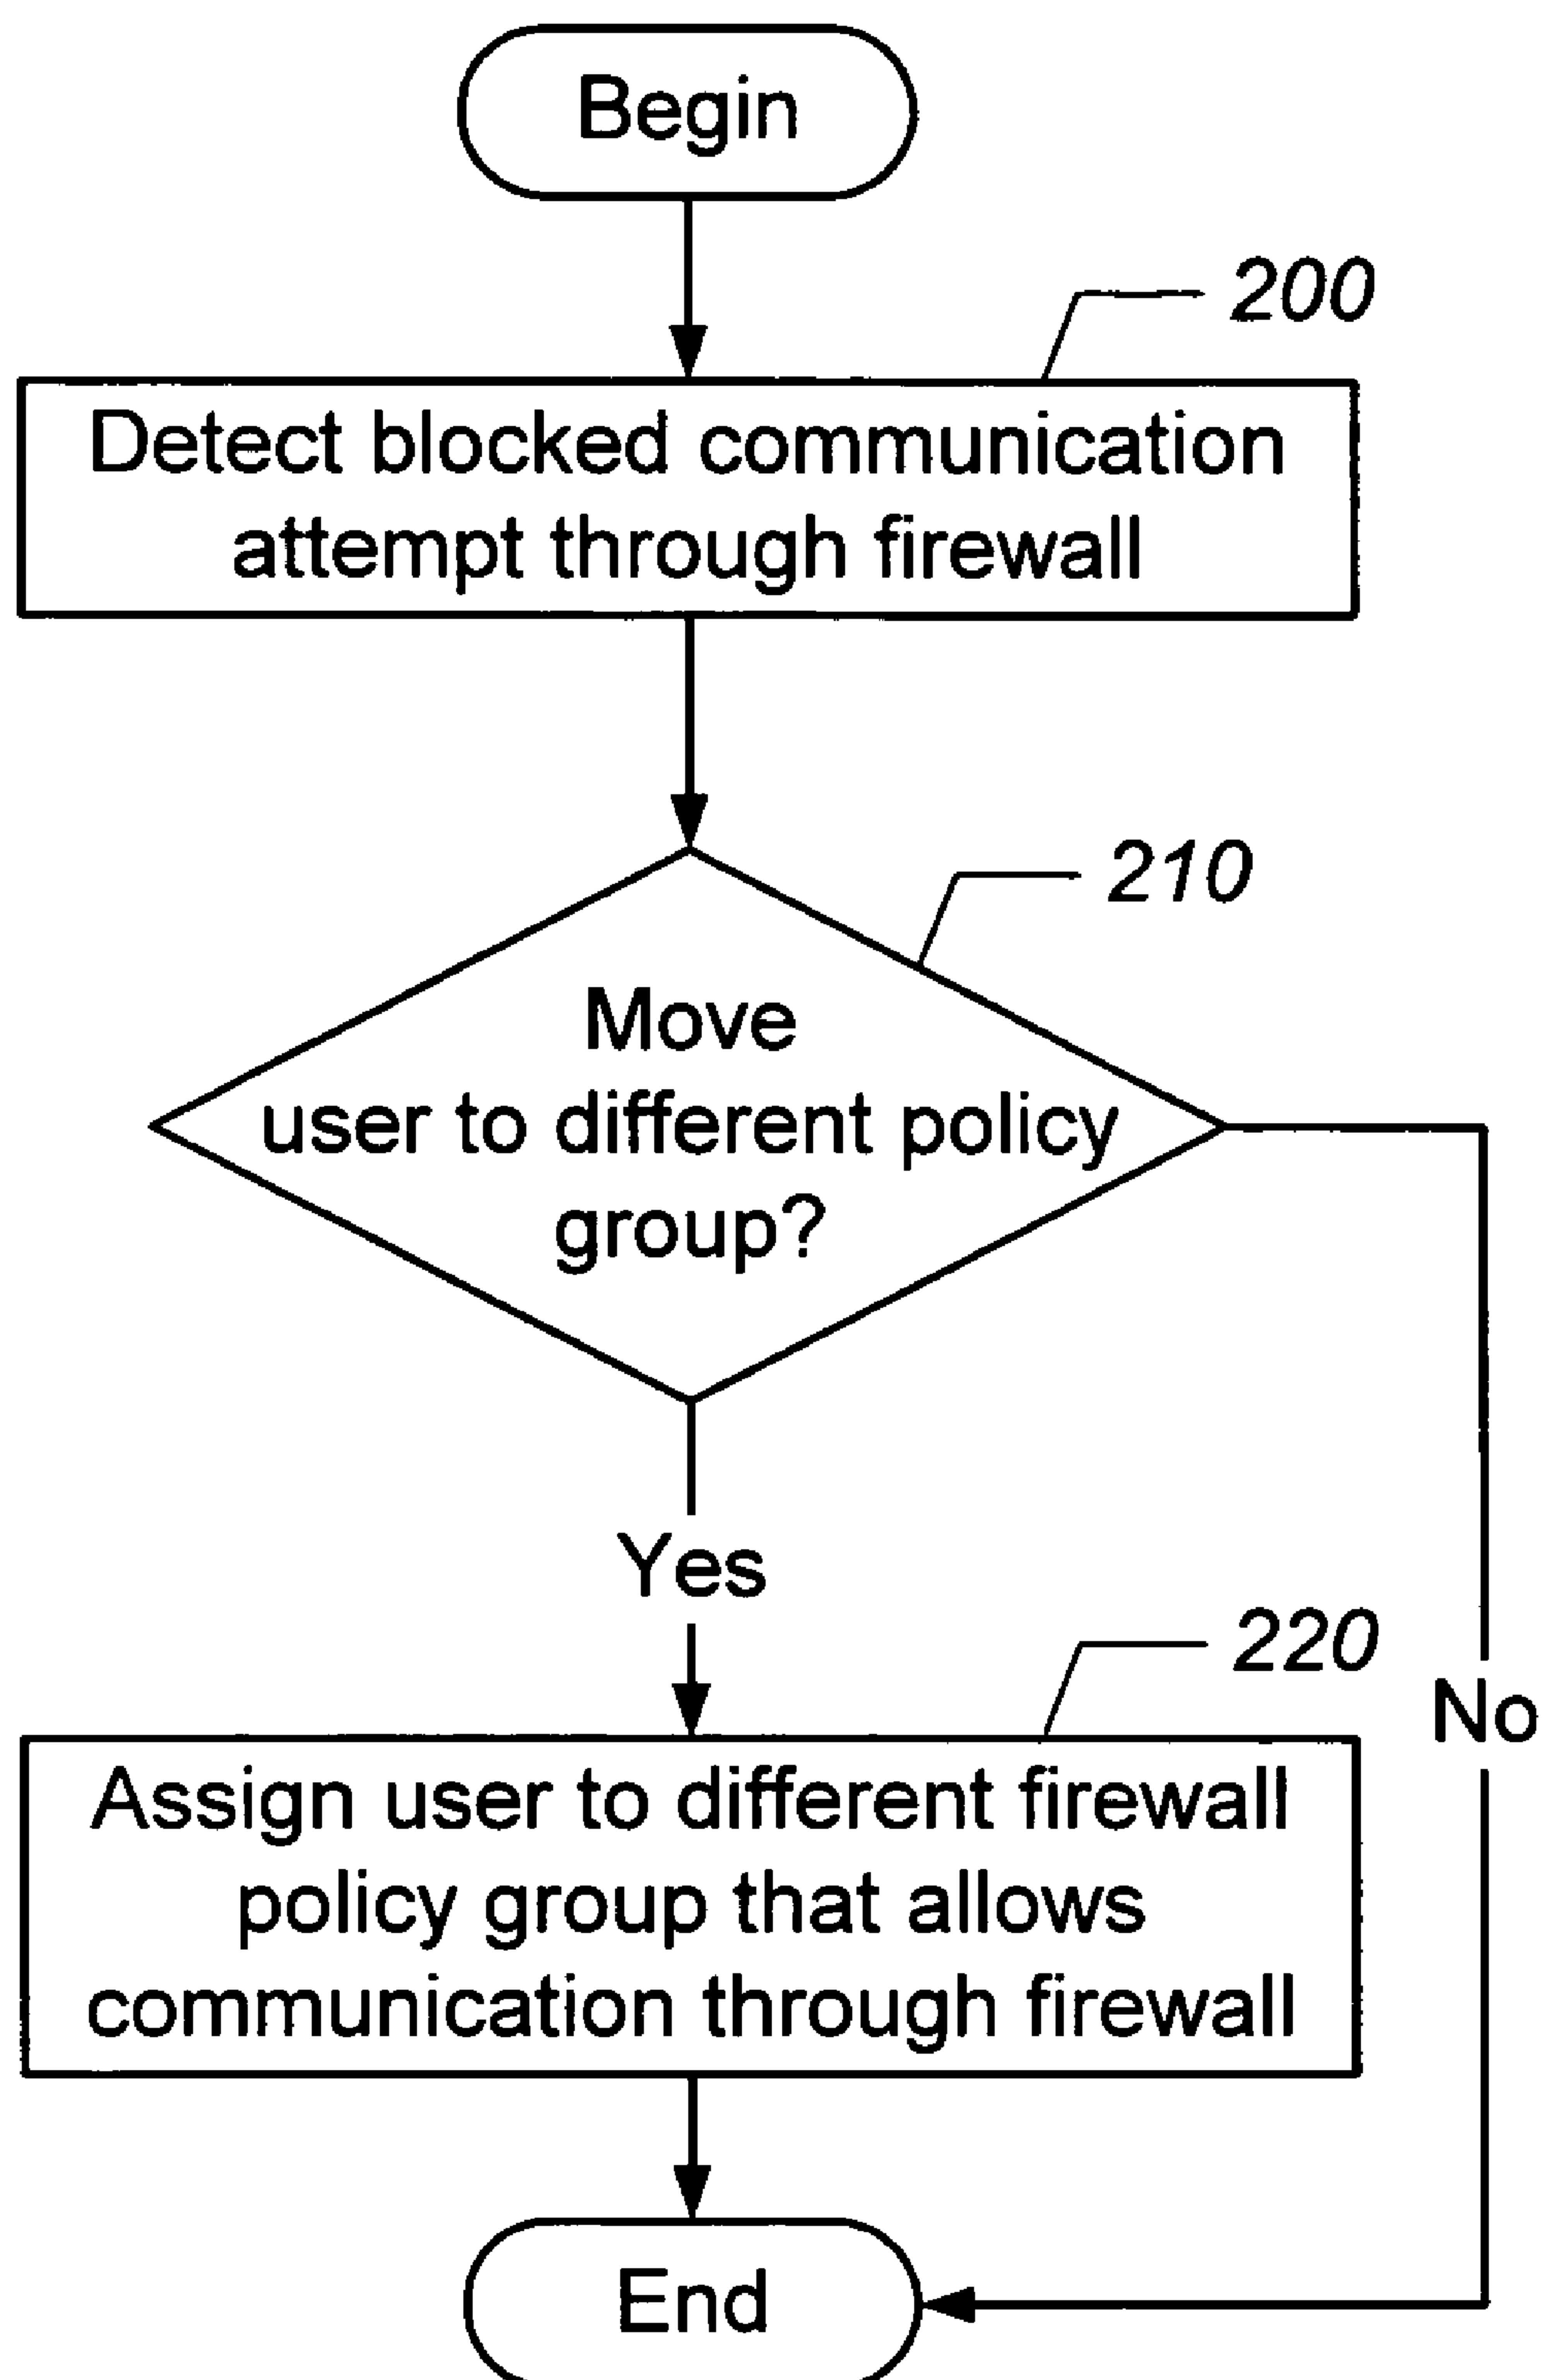 Begin
200
Detect blocked communication
attempt through firewall
210
Move
user to different policy
group?
Yes
220
No
Assign user to different firewall
policy group that allows
communication through firewall
End